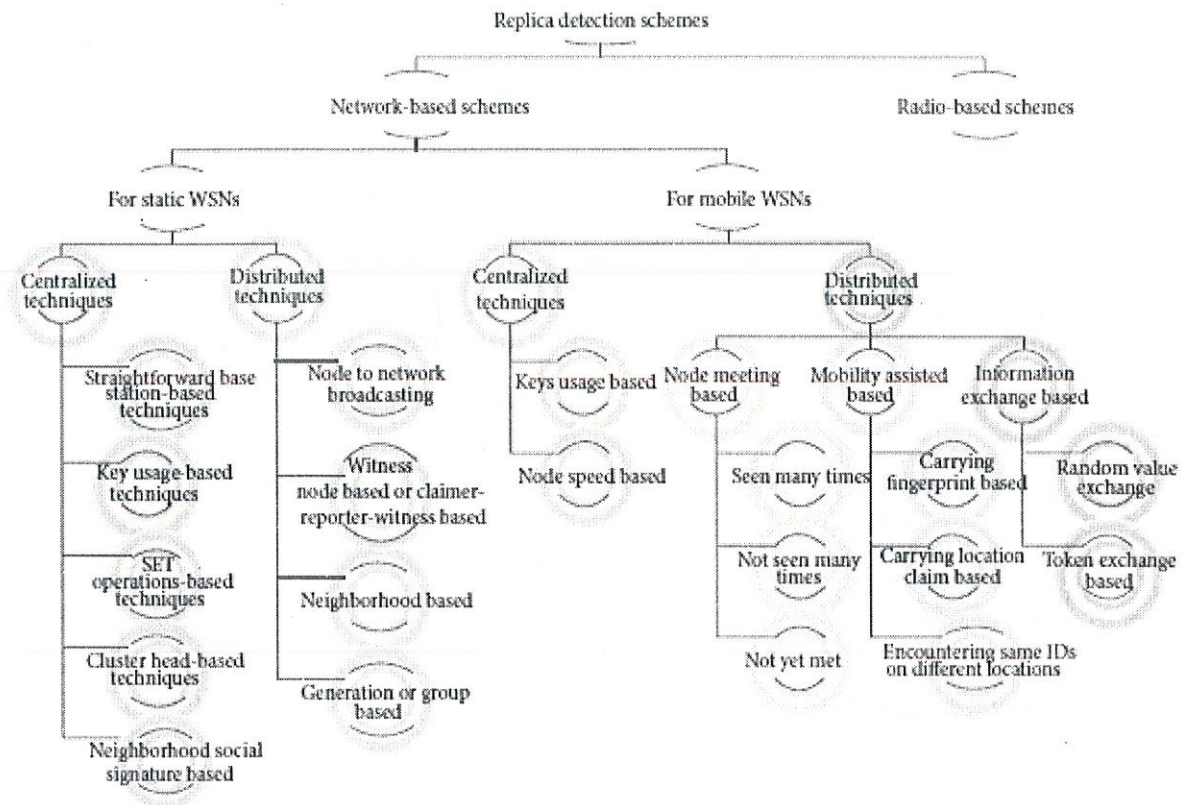 Replica detection schemes
Network-based schemes
Radio-based schemes
For static WSNs
For mobile WSNs
Centralized
techniques
Distributed
techniques
Centralized
techniques
Distributed
techniques
Straightforward base
station-based
techniques
Key usage-based
techniques
SET
operations-based
techniques
Cluster head-based
techniques
Neighborhood social
signature based
Node to network
broadcasting
Witness
node based or claimer-
reporter-witness based
Neighborhood based
Generation or group
based
Keys usage based
Node speed based
Node meeting
based
Seen many times
Not seen many
times
Not yet met
Mobility assisted
based
Carrying
fingerprint based
Carrying location
claim based
Encountering same IDs
on different locations
Information
exchange based
Random value
exchange
Token exchange
based